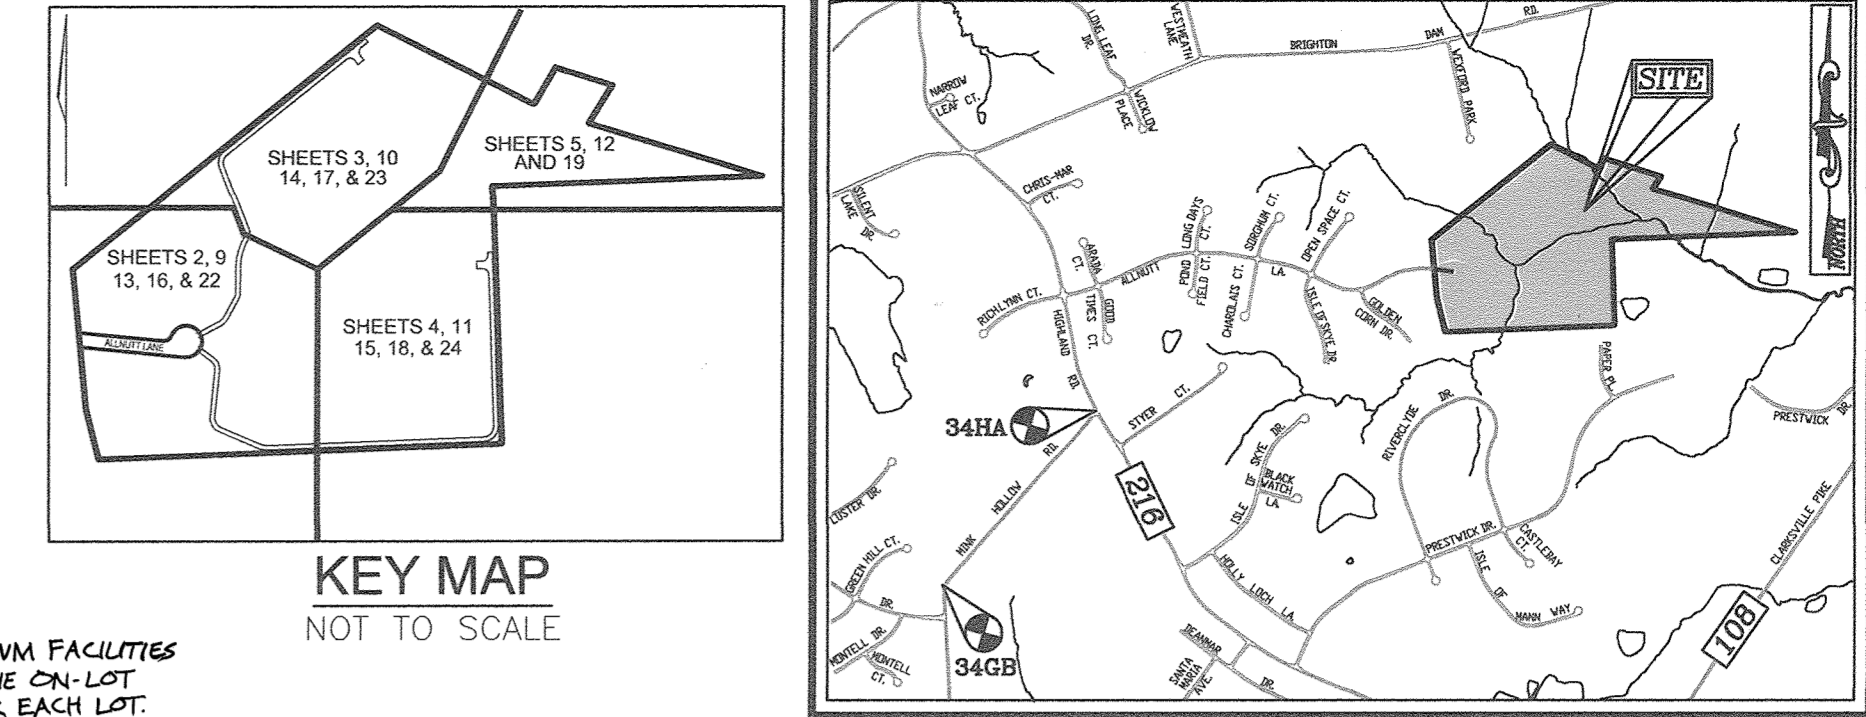 SHEETS 3, 10
14, 17, & 23
SHEETS 5, 12
AND 19
SHEETS 2, 9
13, 16, & 22
SHEETS 4, 11
15, 18, & 24
ALLNUTT LANE
KEY MAP
NOT TO SCALE
FACILITIES
ON-LOT
EACH LOT.
LONG LEAF
DR.
WESTMEATH
LANE
BRIGHTON
DAM
RD.
WEXFORD PARK
NARROW
LEAF CT.
WICKLOW
PLACE
SITE
NORTH
SILENT
LAKE
DR.
CHRIS-MAR
CT.
ARADA
CT.
ALLNUTT
LA.
LONG DAYS
CT.
POND
FIELD CT.
SORGHUM CT.
CHAROLAIS CT.
OPEN SPACE CT.
ISLE OF SKYE DR.
GOLDEN
CORN DR.
RICHLYNN CT.
GOOD
TIMES CT.
HIGHLAND
RD.
STYER
CT.
34HA
MINK
HOLLOW
RD.
216
ISLE
OF
SKYE
DR.
BLACK
WATCH
LA.
RIVERCLYDE
DR.
PAPER PL.
PRESTWICK
DR.
PRESTWICK DR.
CASTLEBAY
CT.
ISLE
OF
MANN WAY
CLARKSVILLE PIKE
108
LUSTER DR.
GREEN HILL CT.
DR.
MONTELL DR.
MONTELL
CT.
34GB
HOLLY
LOCH
LA.
DEANMAR
DR.
SANTA
MARIA
AVE.